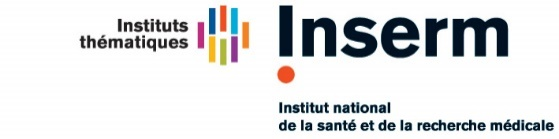 Instituts
thématiques
Inserm
Institut national
de la santé et de la recherche médicale